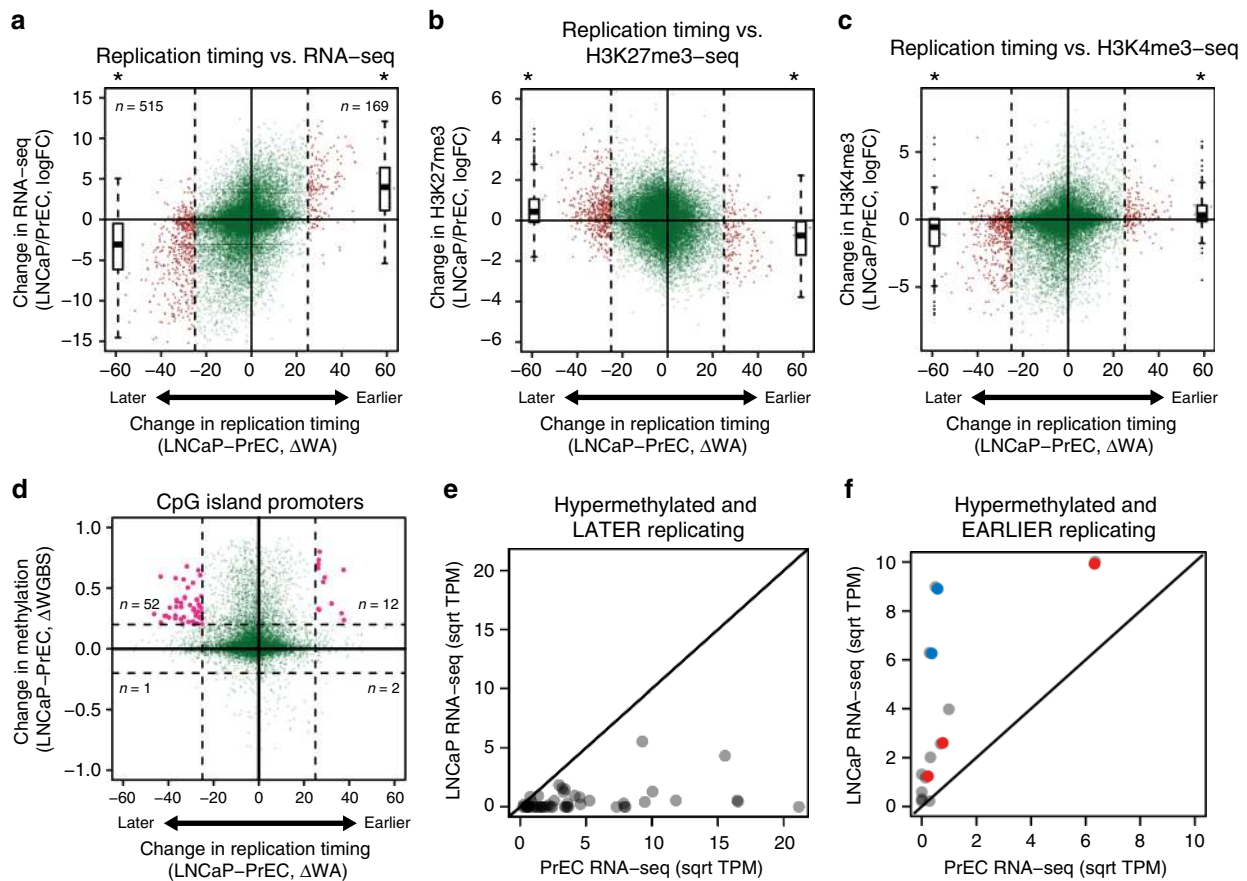 a
Replication timing vs. RNA−seq
* *
n = 515 n = 169
15
10
5
0
−5
−10
−15
Change in RNA−seq
(LNCaP/PrEC, logFC)
−60 −40 −20 0 20 40 60
Later Earlier
Change in replication timing
(LNCaP−PrEC, ΔWA)
b
Replication timing vs.
H3K27me3−seq
* *
6
4
2
0
−2
−4
−6
Change in H3K27me3
(LNCaP/PrEC, logFC)
−60 −40 −20 0 20 40 60
Later Earlier
Change in replication timing
(LNCaP−PrEC, ΔWA)
c
Replication timing vs. H3K4me3−seq
* *
5
0
−5
Change in H3K4me3
(LNCaP/PrEC, logFC)
−60 −40 −20 0 20 40 60
Later Earlier
Change in replication timing
(LNCaP−PrEC, ΔWA)
d
CpG island promoters
1.0
0.5
0.0
−0.5
−1.0
n = 52 n = 12
n = 1 n = 2
Change in methylation
(LNCaP−PrEC, ΔWGBS)
−60 −40 −20 0 20 40 60
Later Earlier
Change in replication timing
(LNCaP−PrEC, ΔWA)
e
Hypermethylated and
LATER replicating
20
15
10
5
0
LNCaP RNA−seq (sqrt TPM)
0 5 10 15 20
PrEC RNA−seq (sqrt TPM)
f
Hypermethylated and
EARLIER replicating
10
8
6
4
2
0
LNCaP RNA−seq (sqrt TPM)
0 2 4 6 8 10
PrEC RNA−seq (sqrt TPM)